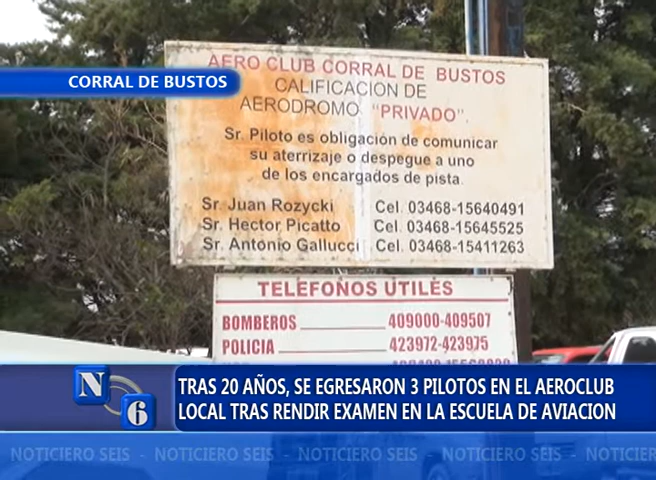 CORRAL DE BUSTOS
AERO CLUB CORRAL DE BUSTOS
CALIFICACION DE
AERODROMO "PRIVADO".
Sr. Piloto es obligación de comunicar
su aterrizaje o despegue a uno
de los encargados de pista.
Sr. Juan Rozycki Cel. 03468-15640491
Sr. Hector Picatto Cel. 03468-15645525
Sr. Antonio Gallucci Cel. 03468-15411263
TELEFONOS UTILES
BOMBEROS 409000-409507
POLICIA 423972-423975
N6
TRAS 20 AÑOS, SE EGRESARON 3 PILOTOS EN EL AEROCLUB
LOCAL TRAS RENDIR EXAMEN EN LA ESCUELA DE AVIACION
NOTICIERO SEIS - NOTICIERO SEIS - NOTICIERO SEIS - NOTICIERO SEIS - NOTICIERO